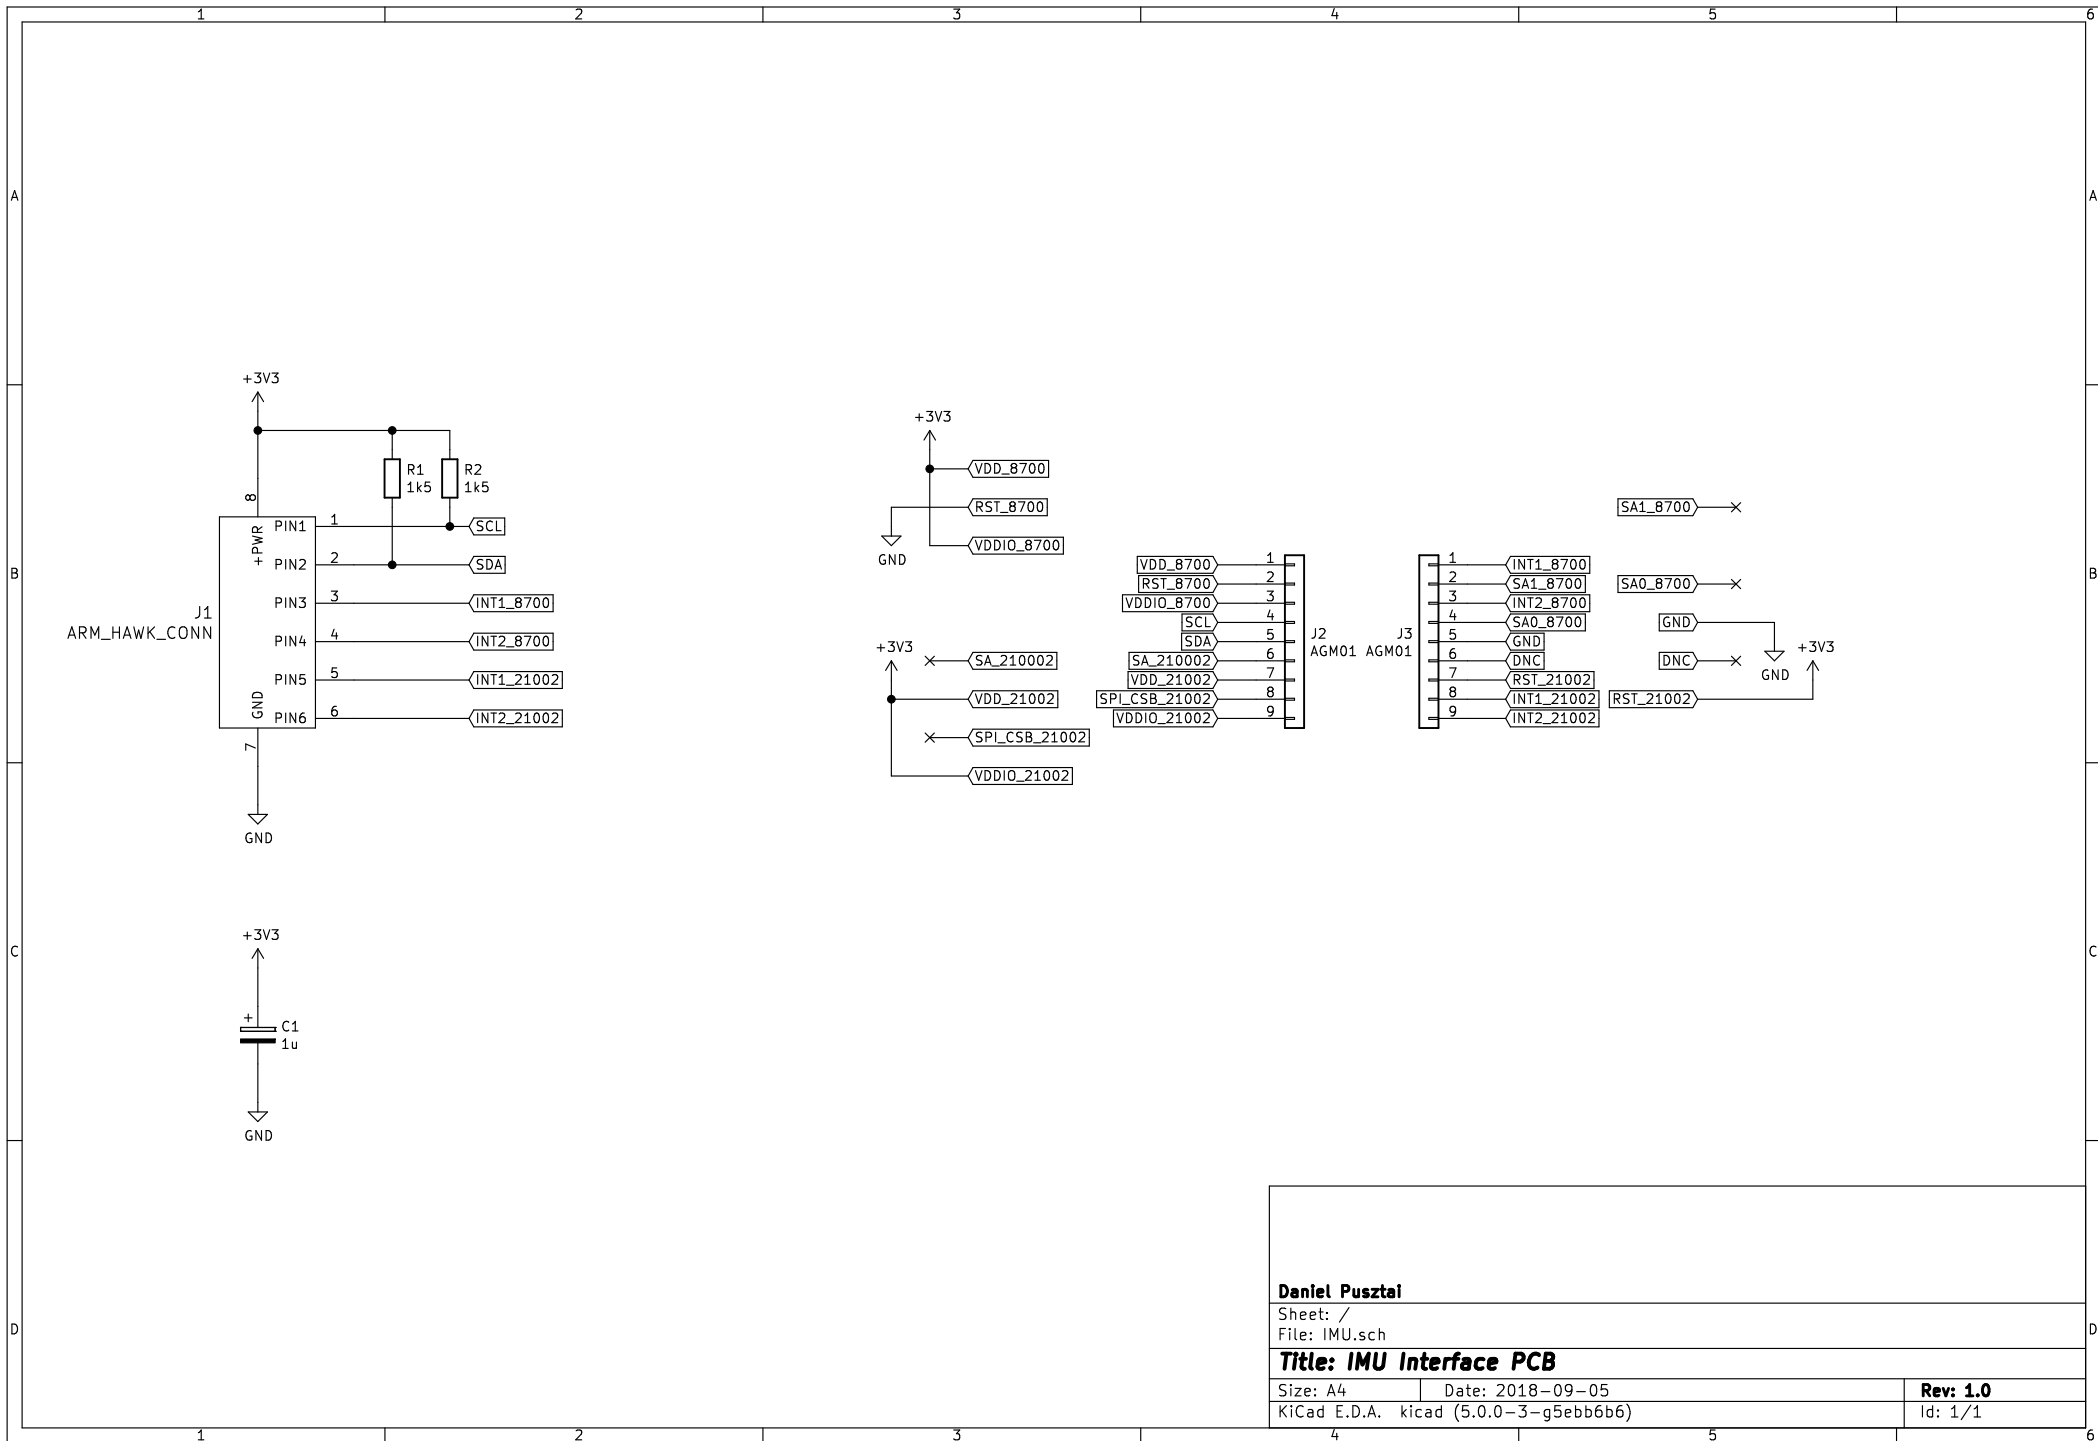 1 2 3 4 5 6
A A
+3V3
R1
1k5
R2
1k5
8
+PWR
PIN1 1 SCL
PIN2 2 SDA
PIN3 3 INT1_8700
J1
ARM_HAWK_CONN
PIN4 4 INT2_8700
PIN5 5 INT1_21002
GND
PIN6 6 INT2_21002
7
GND
+3V3
VDD_8700
RST_8700
GND
VDDIO_8700
+3V3
SA_210002
VDD_21002
SPI_CSB_21002
VDDIO_21002
VDD_8700 1
RST_8700 2
VDDIO_8700 3
SCL 4
SDA 5
SA_210002 6
VDD_21002 7
SPI_CSB_21002 8
VDDIO_21002 9
J2
AGM01
J3
AGM01
1 INT1_8700
2 SA1_8700
3 INT2_8700
4 SA0_8700
5 GND
6 DNC
7 RST_21002
8 INT1_21002
9 INT2_21002
SA1_8700
SA0_8700
GND
DNC
GND
+3V3
RST_21002
B B
+3V3
+
C1
1u
GND
C C
Daniel Pusztai
Sheet: /
File: IMU.sch
Title: IMU Interface PCB
Size: A4 Date: 2018-09-05 Rev: 1.0
KiCad E.D.A. kicad (5.0.0-3-g5ebb6b6) Id: 1/1
D D
1 2 3 4 5 6